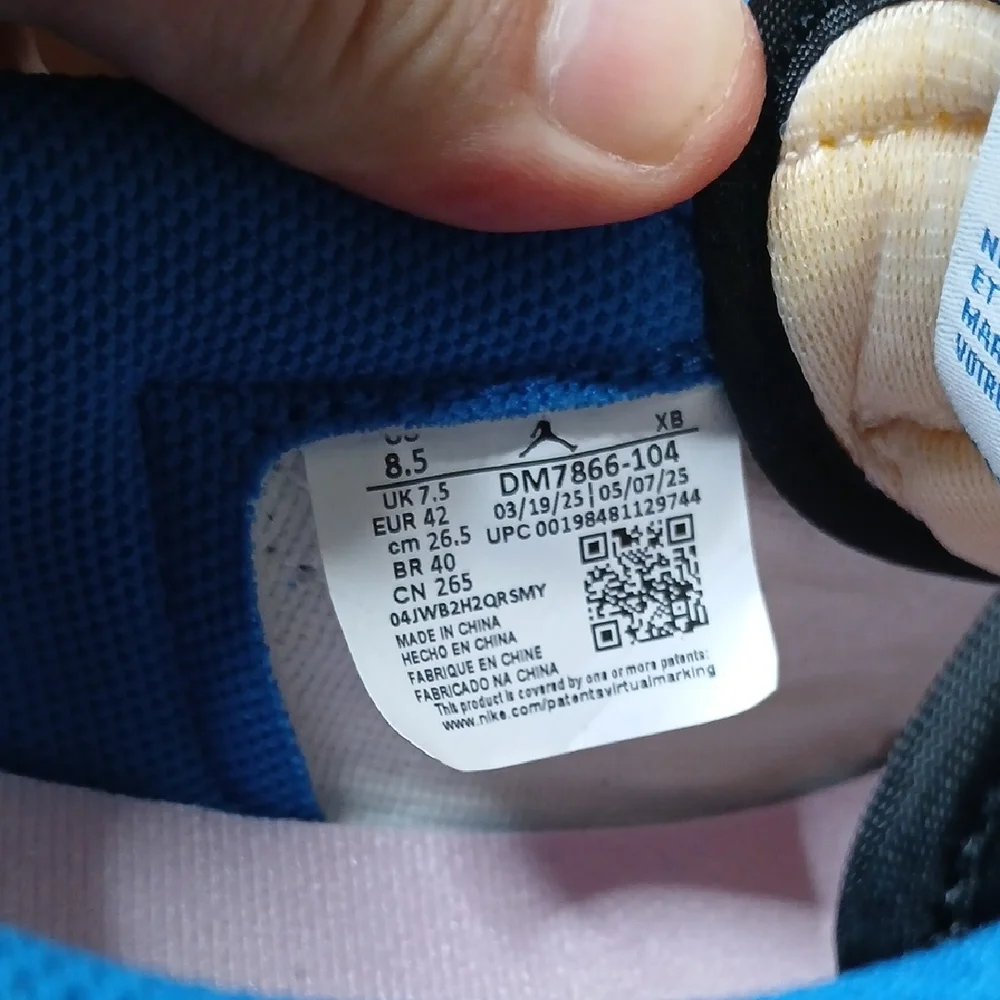 XB
8.5
UK 7.5
EUR 42
cm 26.5
BR 40
CN 265
DM7866-104
03/19/25|05/07/25
UPC 00198481129744
04JWB2H2QRSMY
MADE IN CHINA
HECHO EN CHINA
FABRIQUE EN CHINE
FABRICADO NA CHINA
This product is covered by one or more patents:
www.nike.com/patentsvirtualmarking
ET